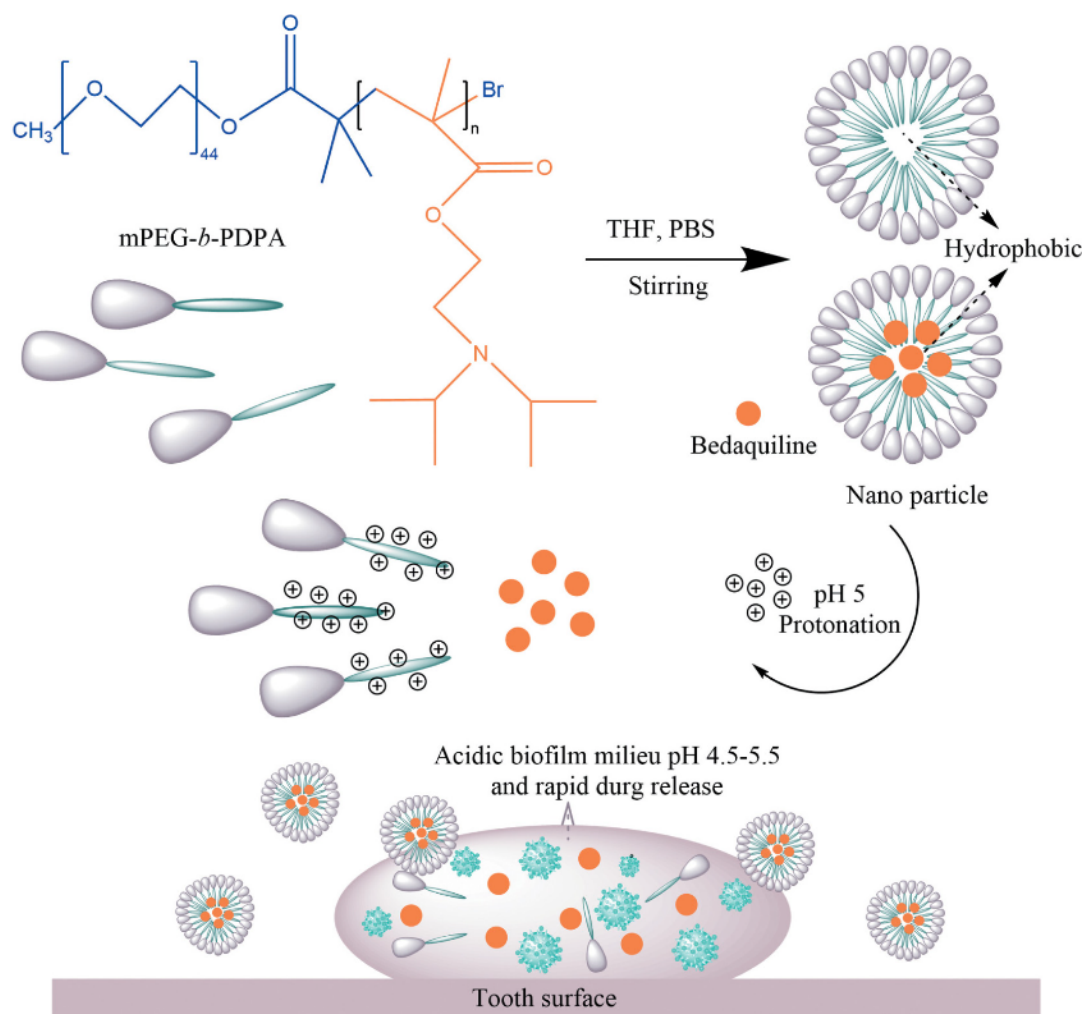 O
O
O
Br
CH3
44
n
O
O
mPEG-b-PDPA
THF, PBS
Stirring
Hydrophobic
N
Bedaquiline
Nano particle
pH 5
Protonation
Acidic biofilm milieu pH 4.5-5.5
and rapid durg release
Tooth surface